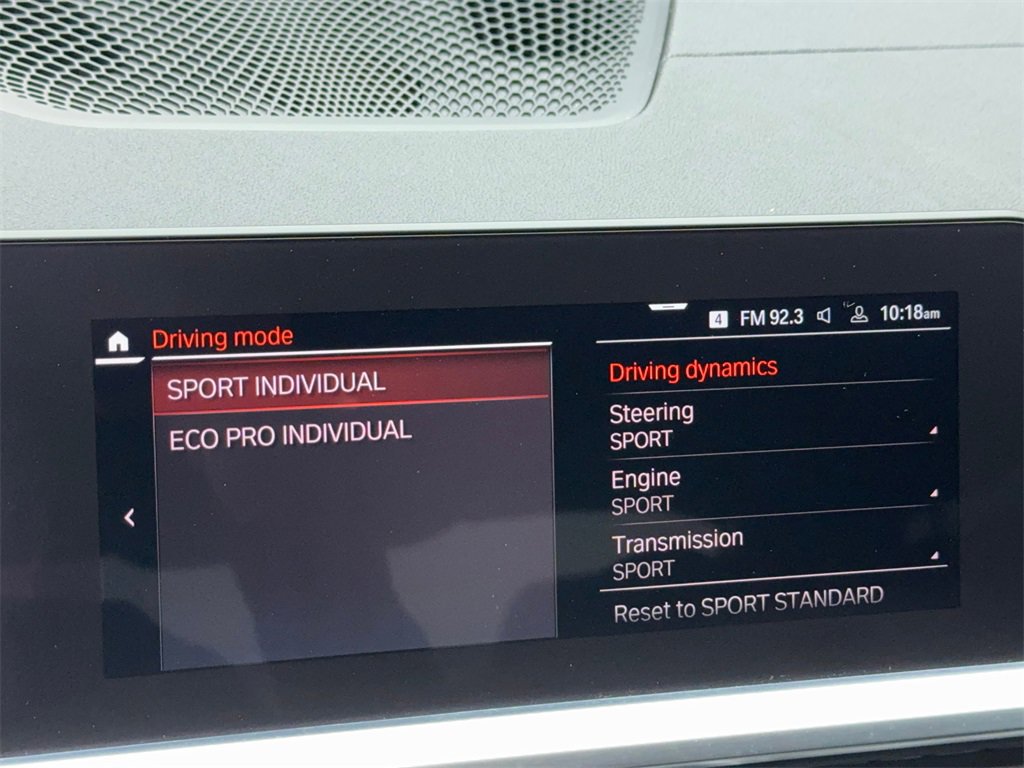 4 FM 92.3 10:18am
Driving mode
SPORT INDIVIDUAL
ECO PRO INDIVIDUAL
Driving dynamics
Steering
SPORT
Engine
SPORT
Transmission
SPORT
Reset to SPORT STANDARD